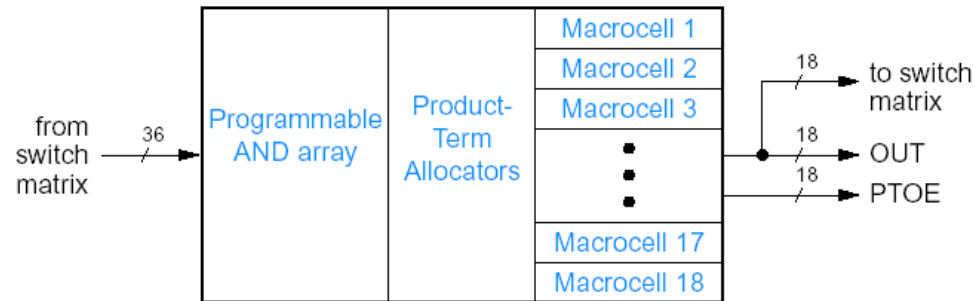 from
switch
matrix
36
Programmable
AND array
Product-
Term
Allocators
Macrocell 1
Macrocell 2
Macrocell 3
Macrocell 17
Macrocell 18
18
to switch
matrix
18
OUT
18
PTOE